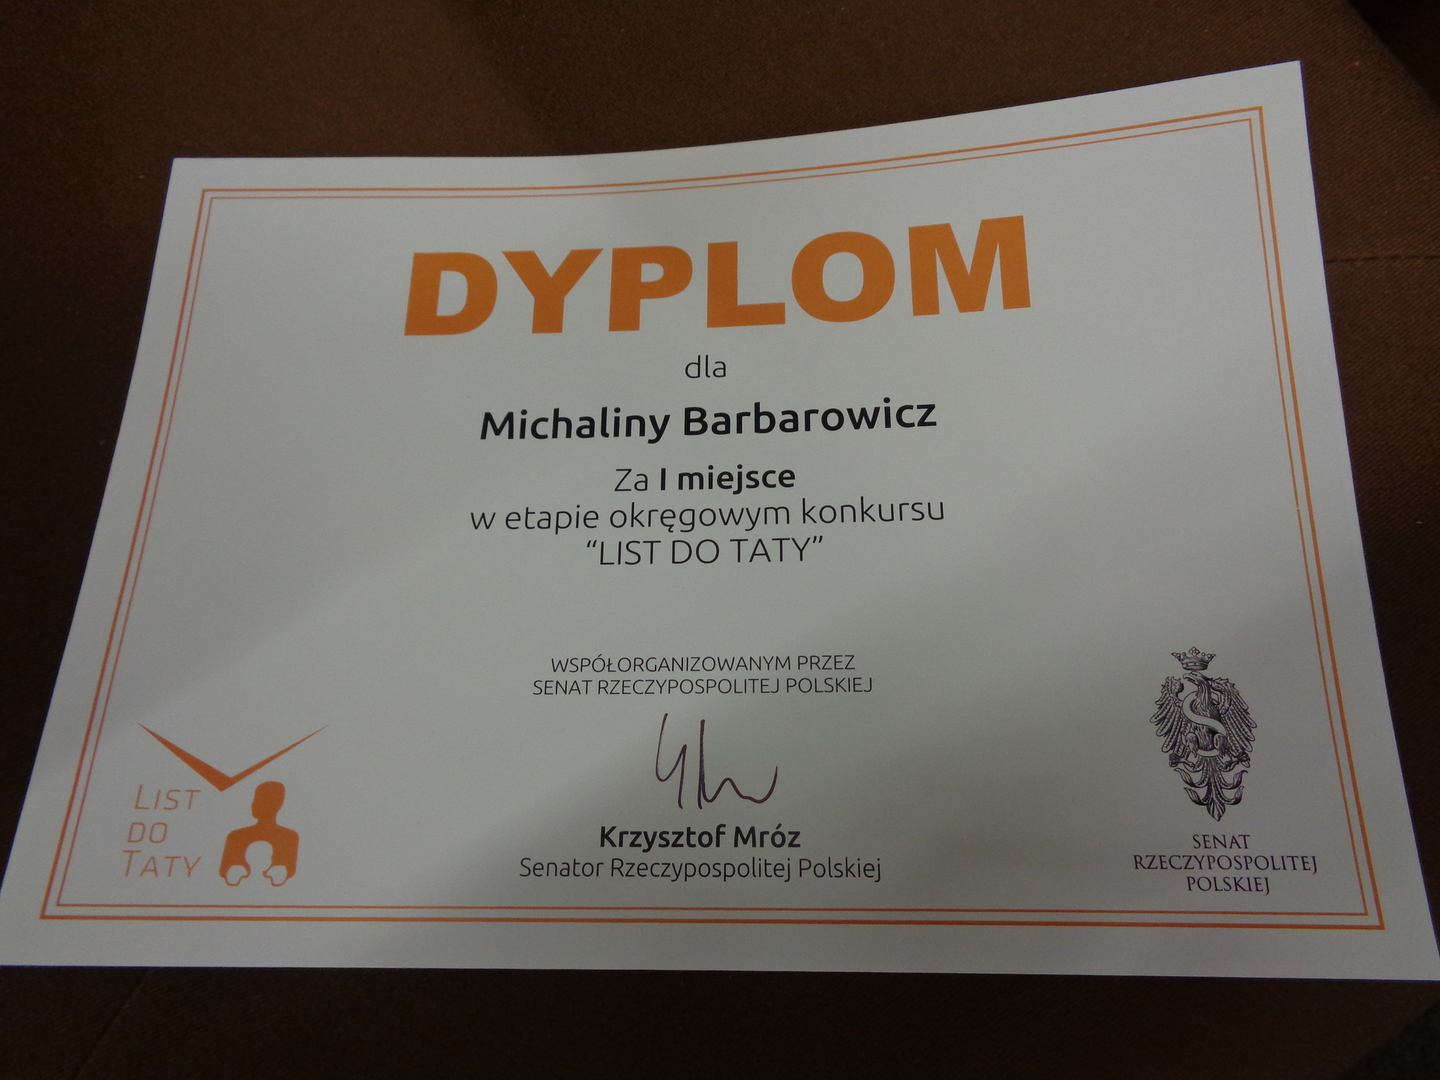 DYPLOM
dla
Michaliny Barbarowicz
Za I miejsce
w etapie okręgowym konkursu
“LIST DO TATY”
WSPÓŁORGANIZOWANYM PRZEZ
SENAT RZECZYPOSPOLITEJ POLSKIEJ
Krzysztof Mróz
Senator Rzeczypospolitej Polskiej
LIST
DO
TATY
SENAT
RZECZYPOSPOLITEJ
POLSKIEJ